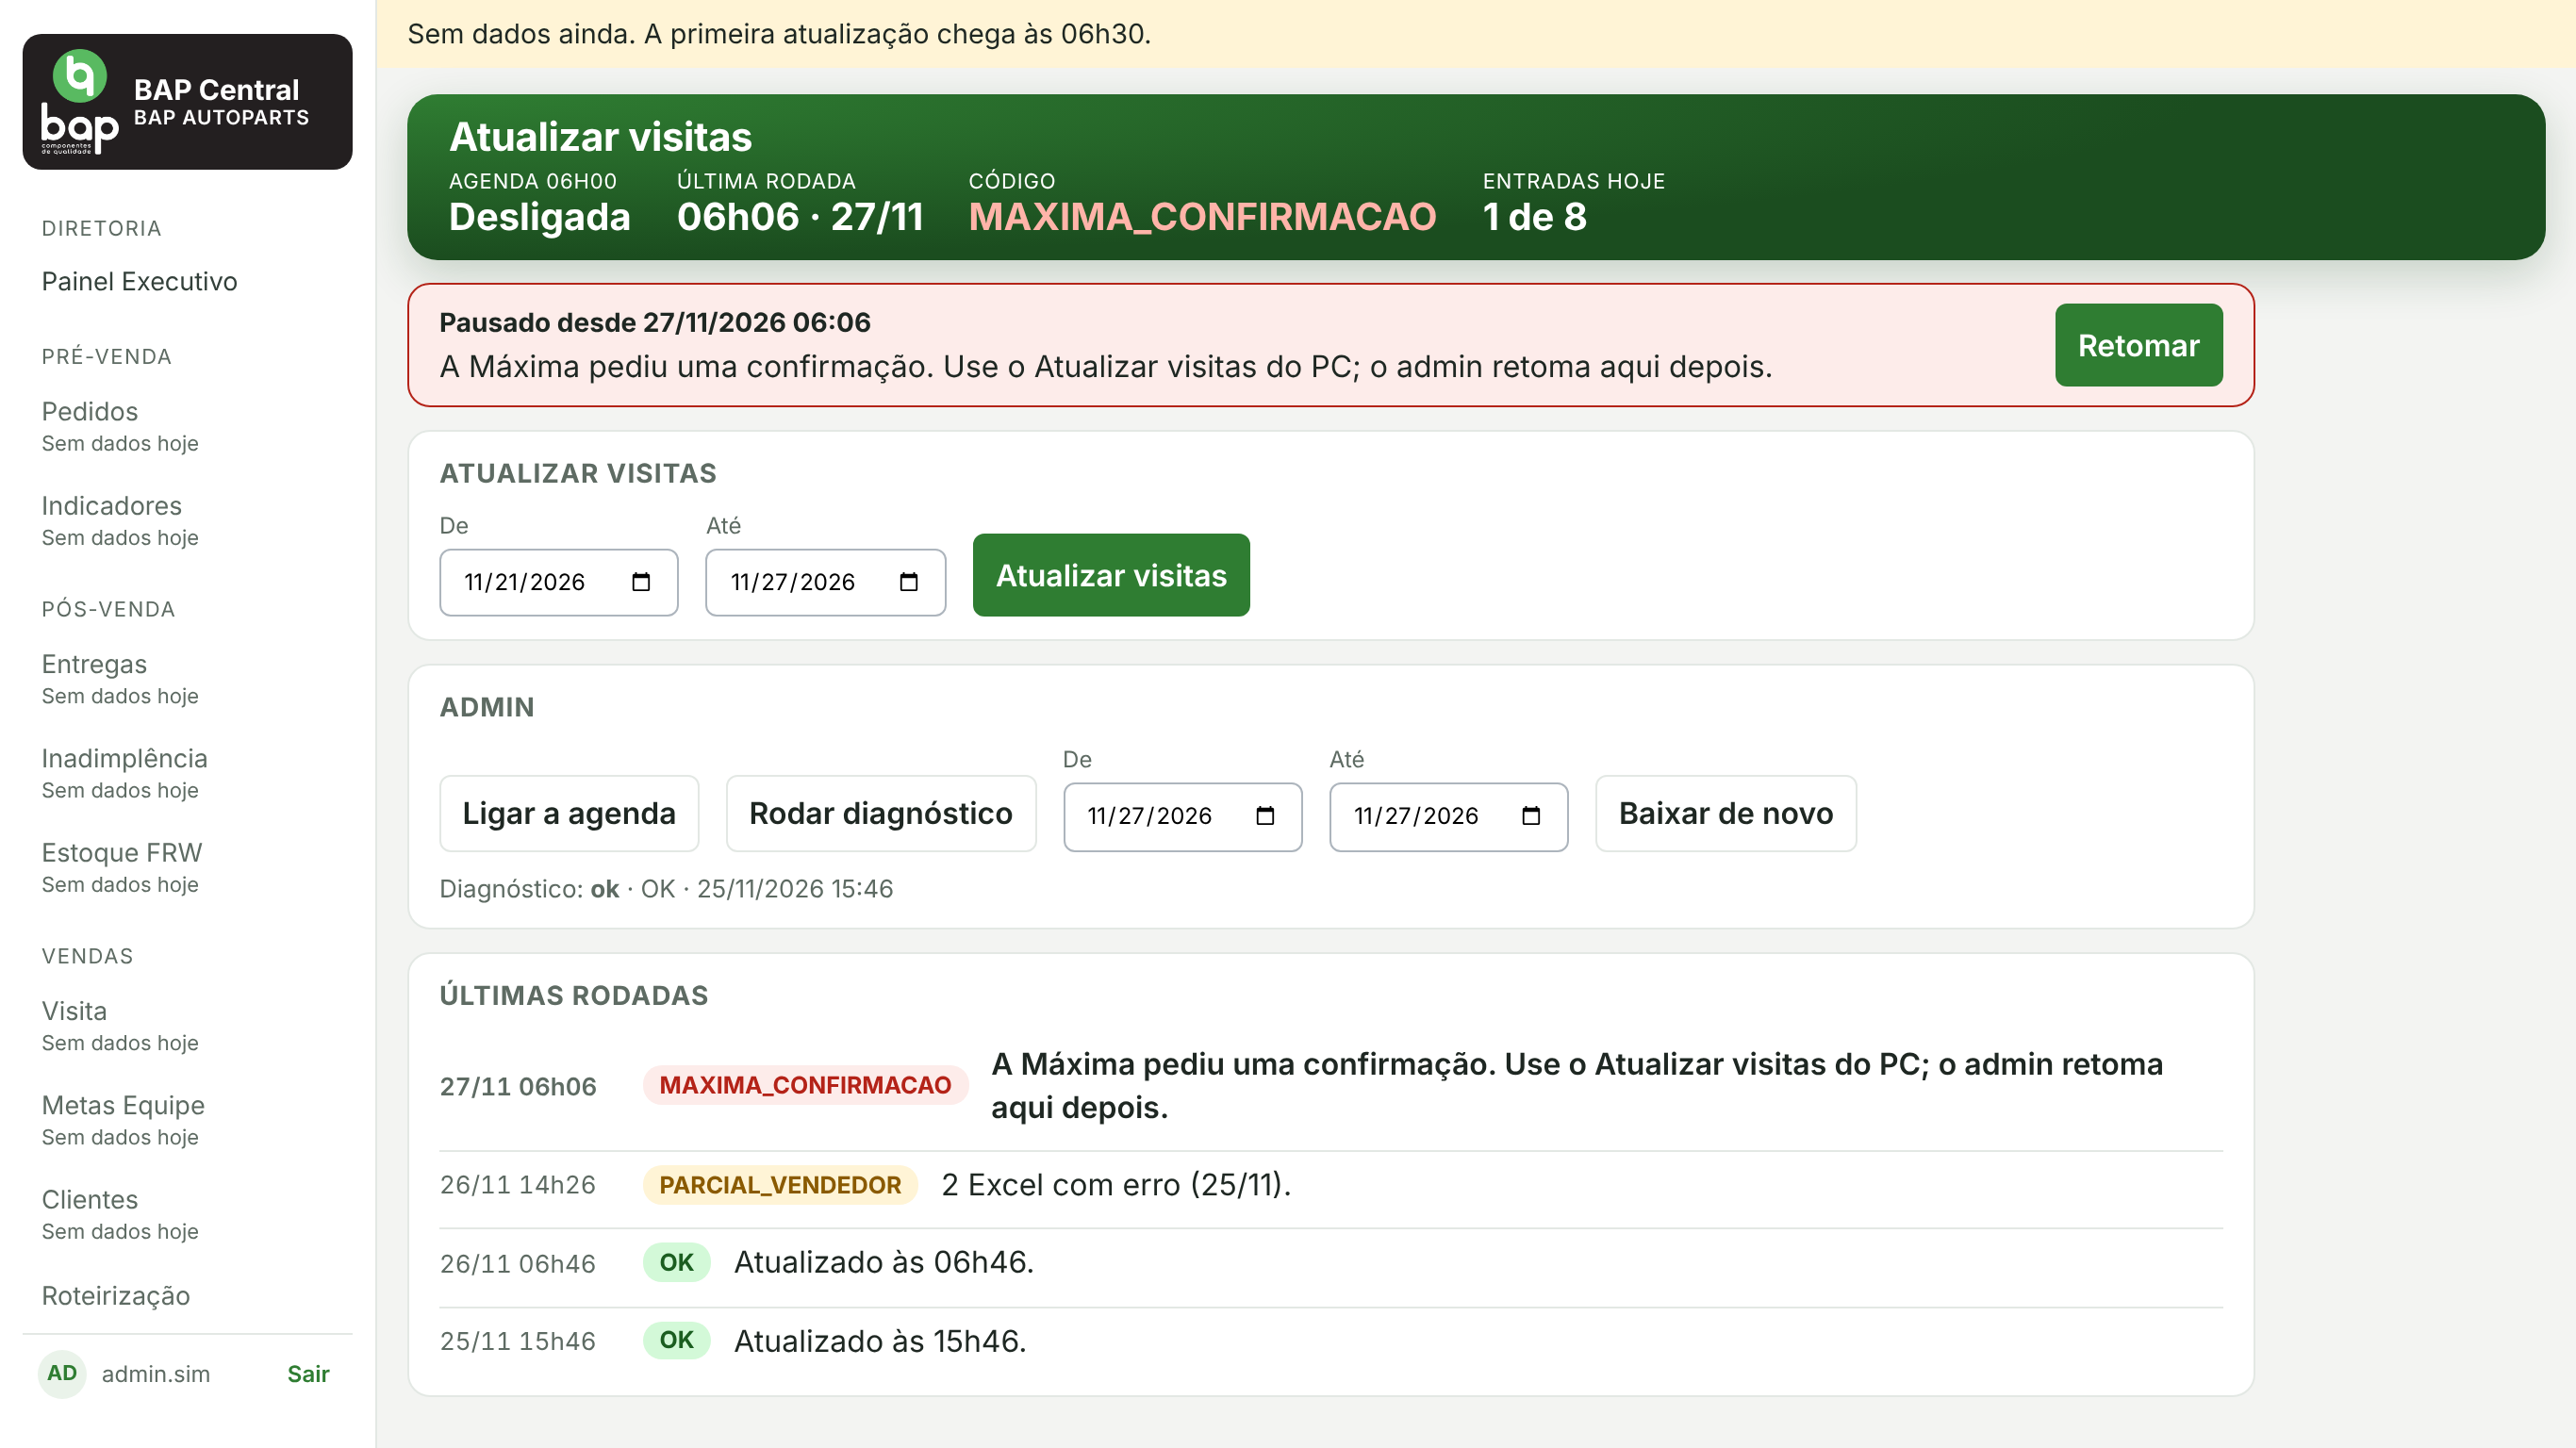 bap
componentes
de qualidade
BAP Central
BAP AUTOPARTS
DIRETORIA
Painel Executivo
PRÉ-VENDA
Pedidos
Sem dados hoje
Indicadores
Sem dados hoje
PÓS-VENDA
Entregas
Sem dados hoje
Inadimplência
Sem dados hoje
Estoque FRW
Sem dados hoje
VENDAS
Visita
Sem dados hoje
Metas Equipe
Sem dados hoje
Clientes
Sem dados hoje
Roteirização
AD admin.sim Sair
Sem dados ainda. A primeira atualização chega às 06h30.
Atualizar visitas
AGENDA 06H00 ÚLTIMA RODADA CÓDIGO ENTRADAS HOJE
Desligada 06h06 · 27/11 MAXIMA_CONFIRMACAO 1 de 8
Pausado desde 27/11/2026 06:06
A Máxima pediu uma confirmação. Use o Atualizar visitas do PC; o admin retoma aqui depois.
Retomar
ATUALIZAR VISITAS
De Até
11/21/2026 11/27/2026 Atualizar visitas
ADMIN
De Até
Ligar a agenda Rodar diagnóstico 11/27/2026 11/27/2026 Baixar de novo
Diagnóstico: ok · OK · 25/11/2026 15:46
ÚLTIMAS RODADAS
27/11 06h06 MAXIMA_CONFIRMACAO A Máxima pediu uma confirmação. Use o Atualizar visitas do PC; o admin retoma
aqui depois.
26/11 14h26 PARCIAL_VENDEDOR 2 Excel com erro (25/11).
26/11 06h46 OK Atualizado às 06h46.
25/11 15h46 OK Atualizado às 15h46.